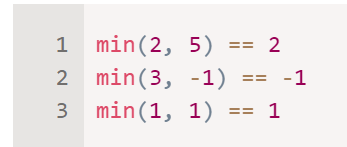 1 min(2, 5) == 2
2 min(3, -1) == -1
3 min(1, 1) == 1